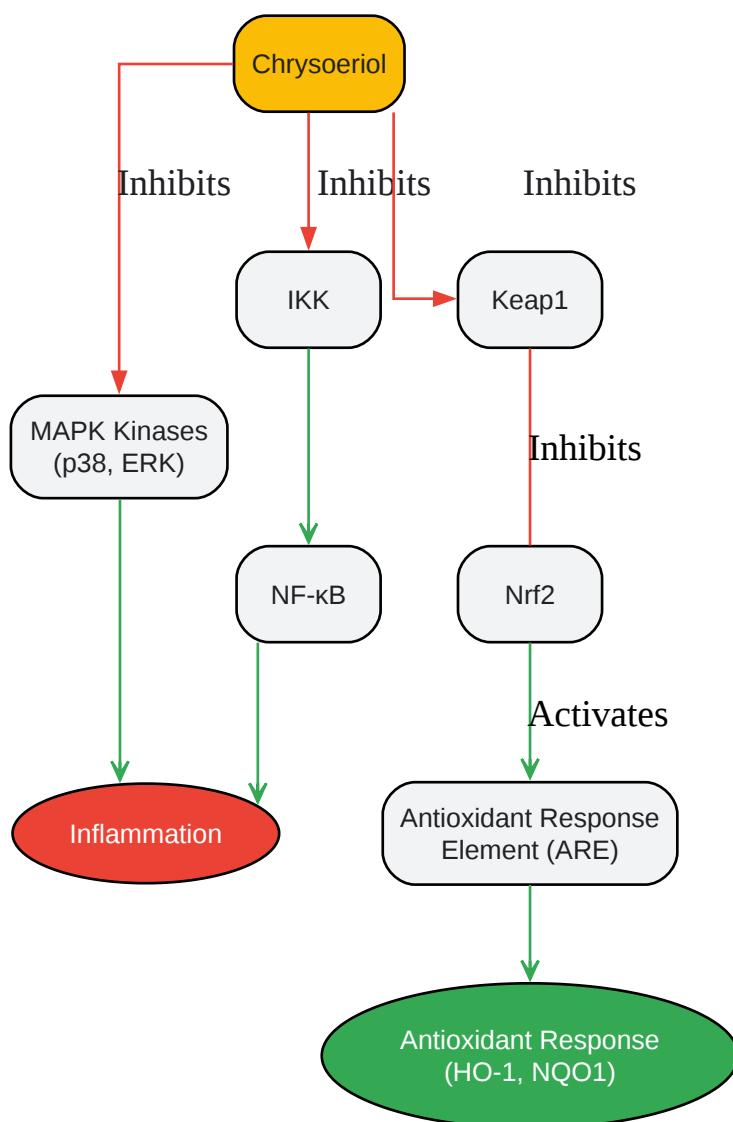 Chrysoeriol
Inhibits
Inhibits
Inhibits
IKK
Keap1
MAPK Kinases
(p38, ERK)
Inhibits
NF-κB
Nrf2
Activates
Inflammation
Antioxidant Response
Element (ARE)
Antioxidant Response
(HO-1, NQO1)